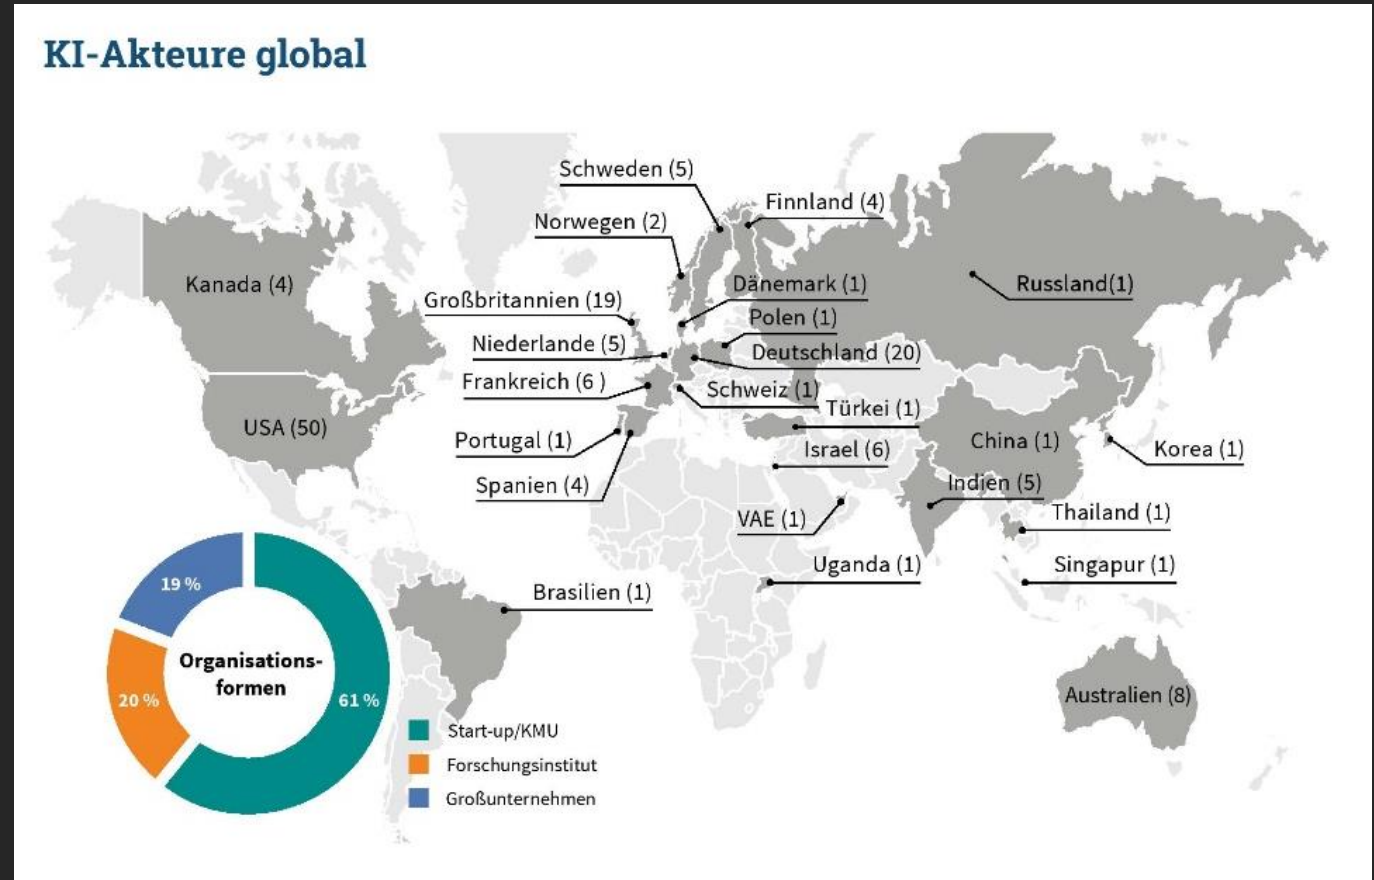 KI-Akteure global
Schweden (5)
Finnland (4)
Norwegen (2)
Kanada (4)
Dänemark (1)
Russland(1)
Großbritannien (19)
Polen (1)
Niederlande (5)
Deutschland (20)
Frankreich (6 )
Schweiz (1)
Türkei (1)
USA (50)
Portugal (1)
Israel (6)
China (1)
Korea (1)
Spanien (4)
Indien (5)
VAE (1)
Thailand (1)
Uganda (1)
Singapur (1)
Brasilien (1)
Australien (8)
19 %
20 %
61 %
Organisations-
formen
Start-up/KMU
Forschungsinstitut
Großunternehmen